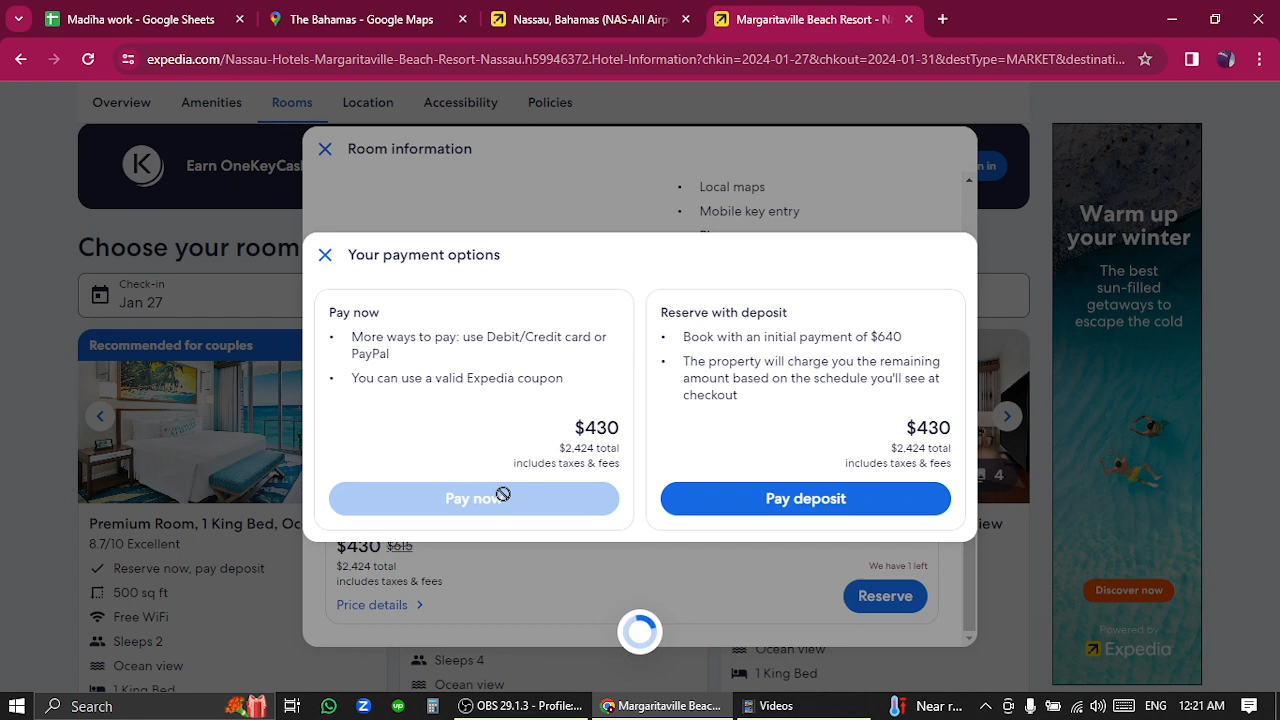 Mading work - Google Sheets
The Bahamas - Google Maps
Nassau, Bahamas (NAS-All Airp
Margaritaville Beach Resort - N
expedia.com/Nassau-Hotels-Margaritaville-Beach-Resort-Nassau.h59946372.Hotel-Information?chkin=2024-01-27&chkout=2024-01-31&destType=MARKET&destinati...
Overview
Amenities
Rooms
Location
Accessibility
Policies
K
Earn OneKeyCas
n in
Room information
Local maps
Mobile key entry
Choose your room
Check-in
Jan 27
Your payment options
Pay now
More ways to pay: use Debit/Credit card or
PayPal
You can use a valid Expedia coupon
$430
$2,424 total
includes taxes & fees
Pay now
Reserve with deposit
Book with an initial payment of $640
The property will charge you the remaining
amount based on the schedule you'll see at
checkout
$430
$2,424 total
includes taxes & fees
Pay deposit
Recommended for couples
4
Premium Room, 1 King Bed, Oc
8.7/10 Excellent
Reserve now, pay deposit
500 sq ft
Free WiFi
Sleeps 2
Ocean view
1 King Bed
$430 $615
$2,424 total
includes taxes & fees
Price details
We have 1 left
Reserve
Sleeps 4
Ocean view
iew
Ocean view
1 King Bed
Warm up
your winter
The best
sun-filled
getaways to
escape the cold
Discover now
Powered by
Expedia
Search
OBS 29.1.3 - Profile...
Margaritaville Beac...
Videos
Near r...
ENG
12:21 AM